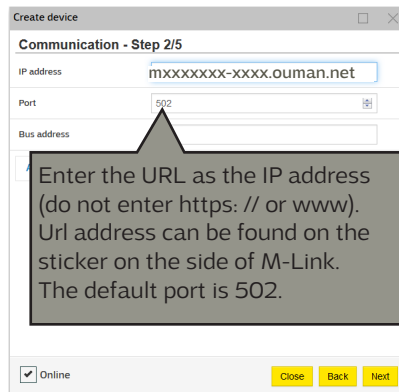 Create device
Communication - Step 2/5
IP address mxxxxxxx-xxxx.ouman.net
Port 502
Bus address
Enter the URL as the IP address
(do not enter https: // or www).
Url address can be found on the
sticker on the side of M-Link.
The default port is 502.
Online Close Back Next